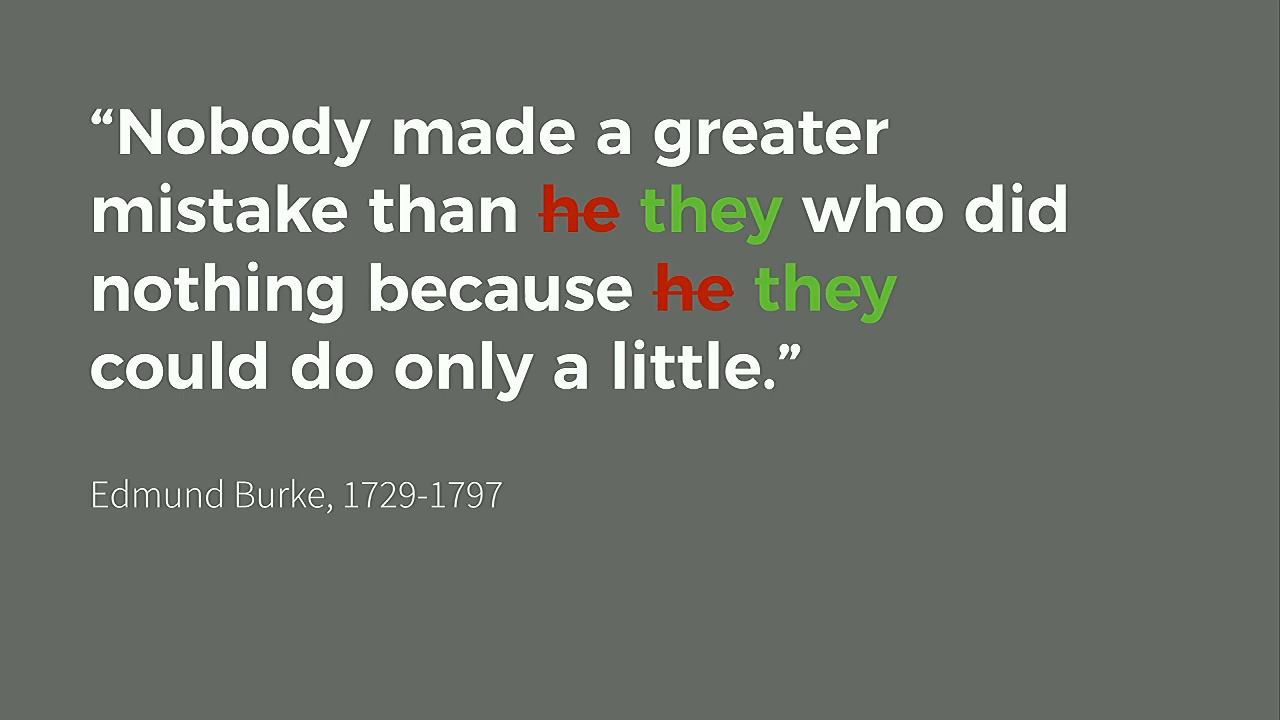 “Nobody made a greater
mistake than he they who did
nothing because he they
could do only a little.”
Edmund Burke, 1729-1797